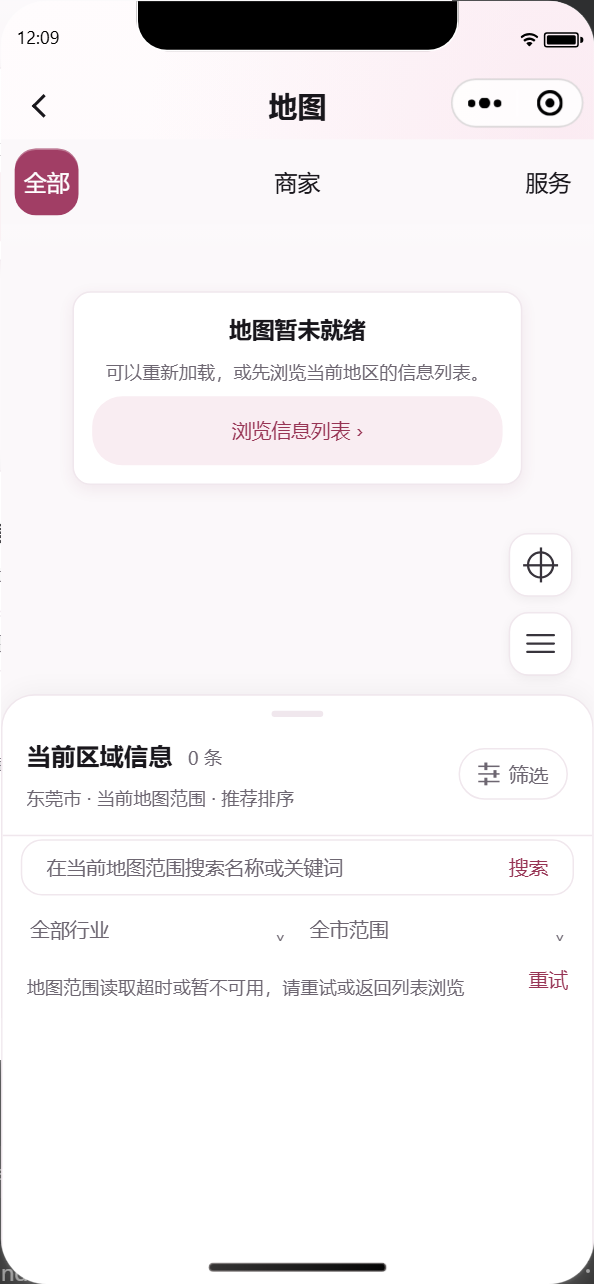 12:09
地图
全部
商家
服务
地图暂未就绪
可以重新加载，或先浏览当前地区的信息列表。
浏览信息列表 ›
当前区域信息 0 条
筛选
东莞市 · 当前地图范围 · 推荐排序
在当前地图范围搜索名称或关键词
搜索
全部行业
全市范围
地图范围读取超时或暂不可用，请重试或返回列表浏览
重试